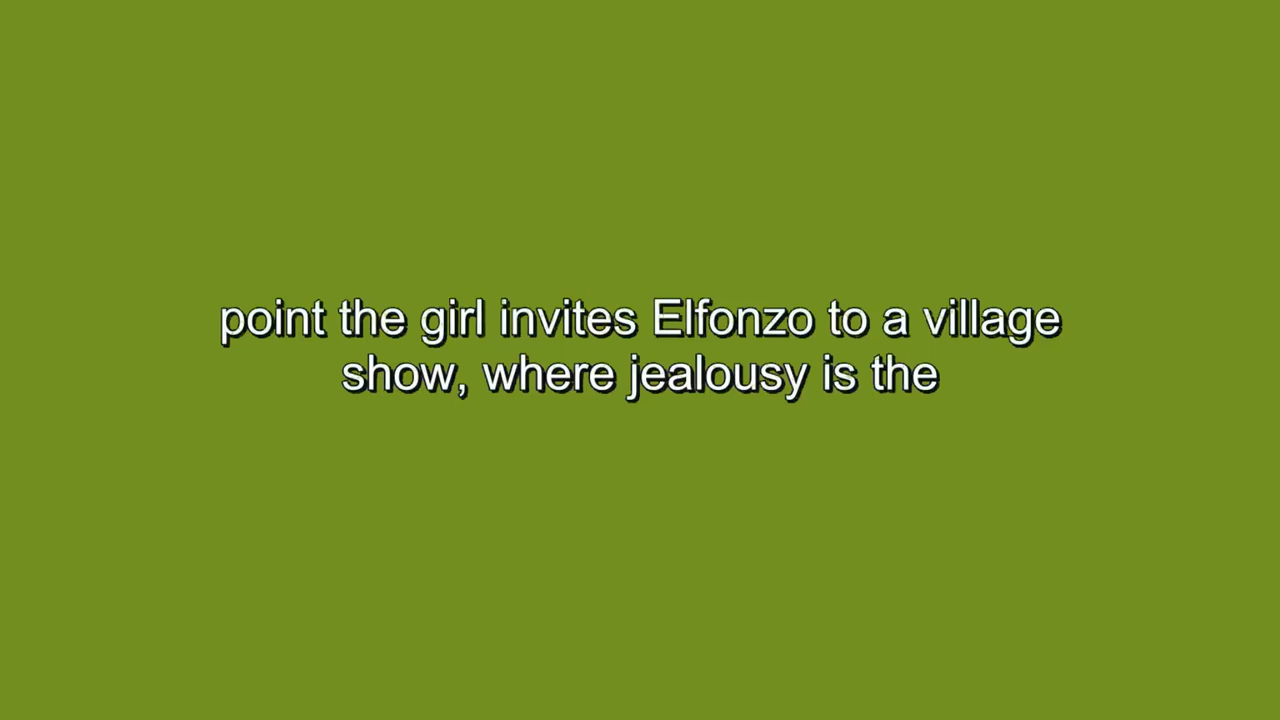 point the girl invites Elfonzo to a village
show, where jealousy is the